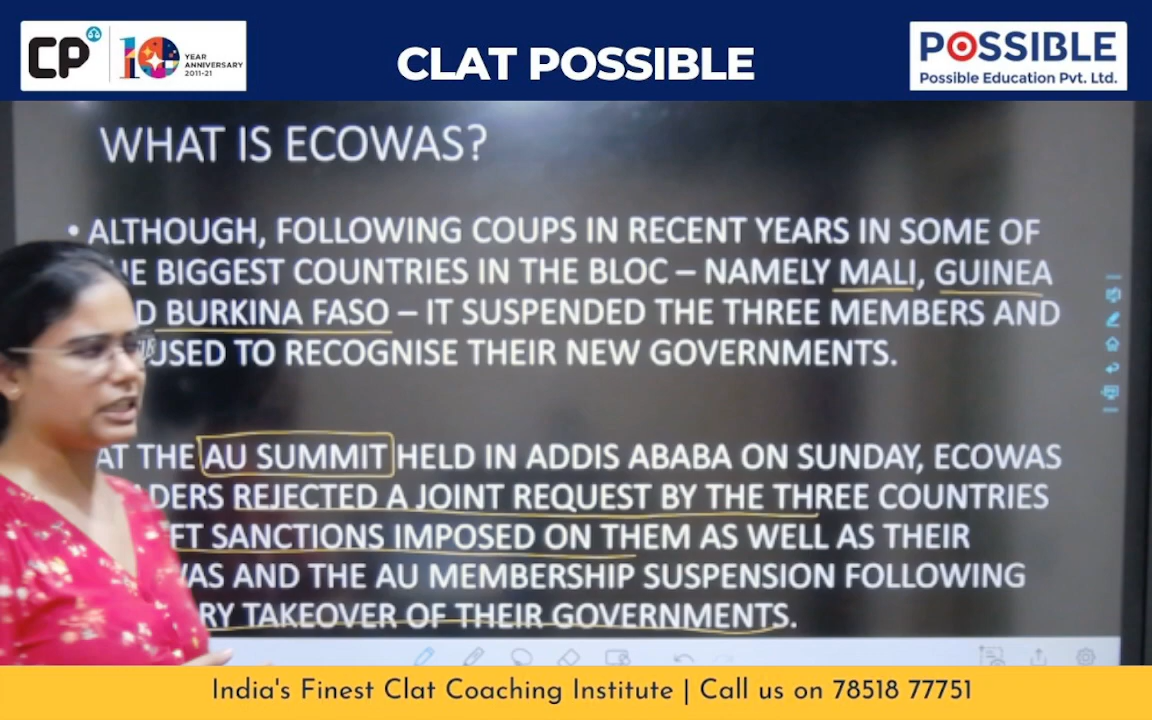 CP
10 YEAR
ANNIVERSARY
2011-21
CLAT POSSIBLE
POSSIBLE
Possible Education Pvt. Ltd.
WHAT IS ECOWAS?
• ALTHOUGH, FOLLOWING COUPS IN RECENT YEARS IN SOME OF
BIGGEST COUNTRIES IN THE BLOC – NAMELY MALI, GUINEA
BURKINA FASO – IT SUSPENDED THE THREE MEMBERS AND
TO RECOGNISE THEIR NEW GOVERNMENTS.
AT THE AU SUMMIT HELD IN ADDIS ABABA ON SUNDAY, ECOWAS
REJECTED A JOINT REQUEST BY THE THREE COUNTRIES
SANCTIONS IMPOSED ON THEM AS WELL AS THEIR
AND THE AU MEMBERSHIP SUSPENSION FOLLOWING
TAKEOVER OF THEIR GOVERNMENTS.
India's Finest Clat Coaching Institute | Call us on 78518 77751